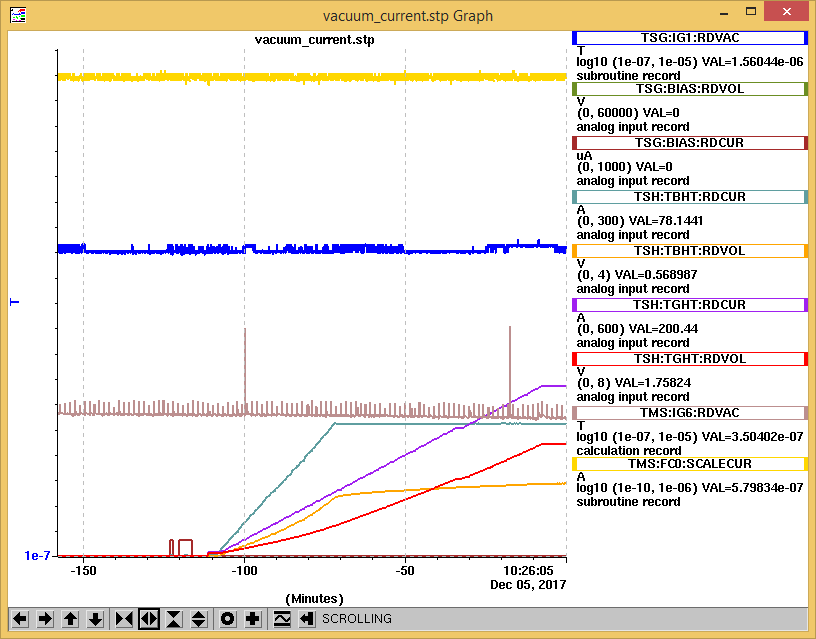 vacuum_current.stp Graph
vacuum_current.stp
T
1e-7
-150
-100
-50
10:26:05
Dec 05, 2017
(Minutes)
TSG:IG1:RDVAC
T
log10 (1e-07, 1e-05) VAL=1.56044e-06
subroutine record
TSG:BIAS:RDVOL
V
(0, 60000) VAL=0
analog input record
TSG:BIAS:RDCUR
uA
(0, 1000) VAL=0
analog input record
TSH:TBHT:RDCUR
A
(0, 300) VAL=78.1441
analog input record
TSH:TBHT:RDVOL
V
(0, 4) VAL=0.568987
analog input record
TSH:TGHT:RDCUR
A
(0, 600) VAL=200.44
analog input record
TSH:TGHT:RDVOL
V
(0, 8) VAL=1.75824
analog input record
TMS:IG6:RDVAC
T
log10 (1e-07, 1e-05) VAL=3.50402e-07
calculation record
TMS:FC0:SCALECUR
A
log10 (1e-10, 1e-06) VAL=5.79834e-07
subroutine record
SCROLLING